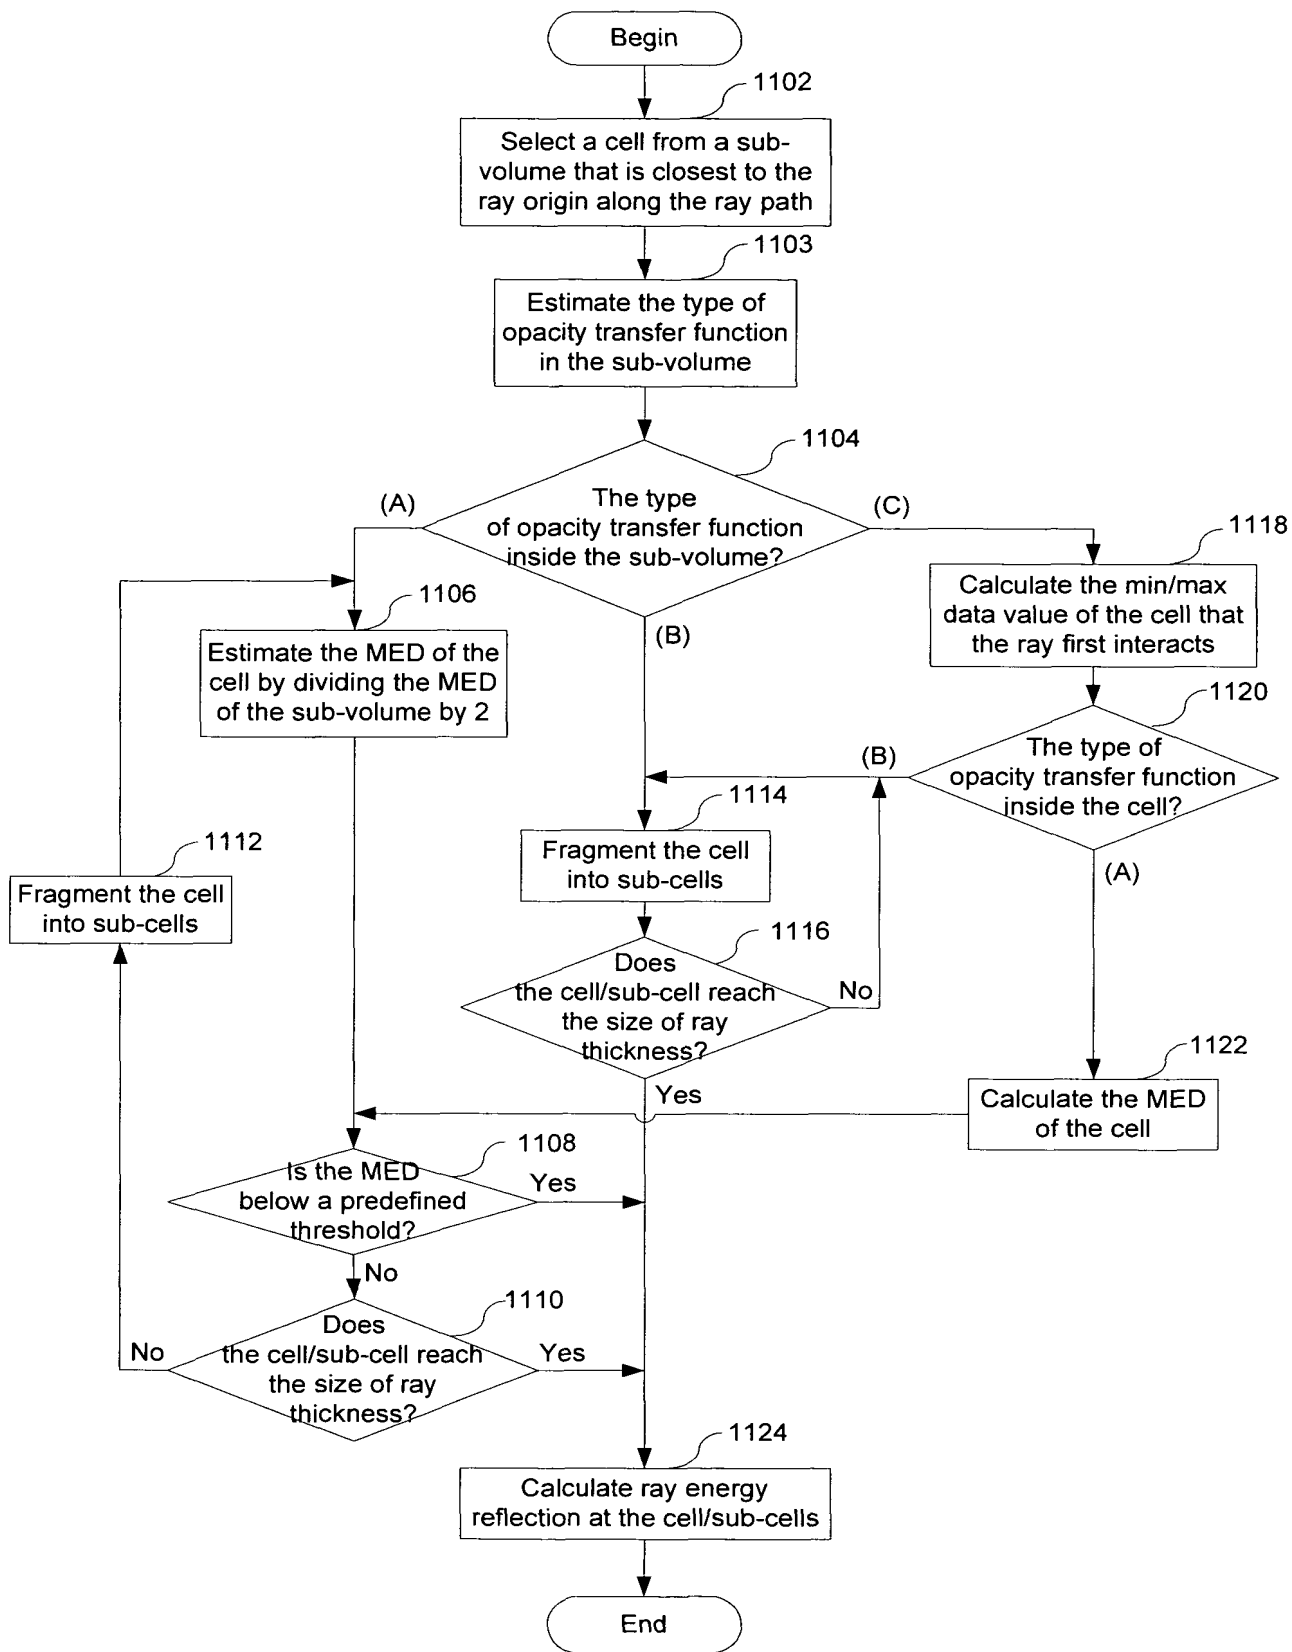 Begin
1102
Select a cell from a sub-
volume that is closest to the
ray origin along the ray path
1103
Estimate the type of
opacity transfer function
in the sub-volume
1104
(A)
The type
of opacity transfer function
inside the sub-volume?
(C)
(B)
1118
Calculate the min/max
data value of the cell that
the ray first interacts
1106
Estimate the MED of the
cell by dividing the MED
of the sub-volume by 2
1120
The type of
opacity transfer function
inside the cell?
(B)
(A)
1114
Fragment the cell
into sub-cells
1112
Fragment the cell
into sub-cells
1116
Does
the cell/sub-cell reach
the size of ray
thickness?
No
Yes
1122
Calculate the MED
of the cell
1108
Is the MED
below a predefined
threshold?
Yes
No
1110
Does
the cell/sub-cell reach
the size of ray
thickness?
No
Yes
1124
Calculate ray energy
reflection at the cell/sub-cells
End